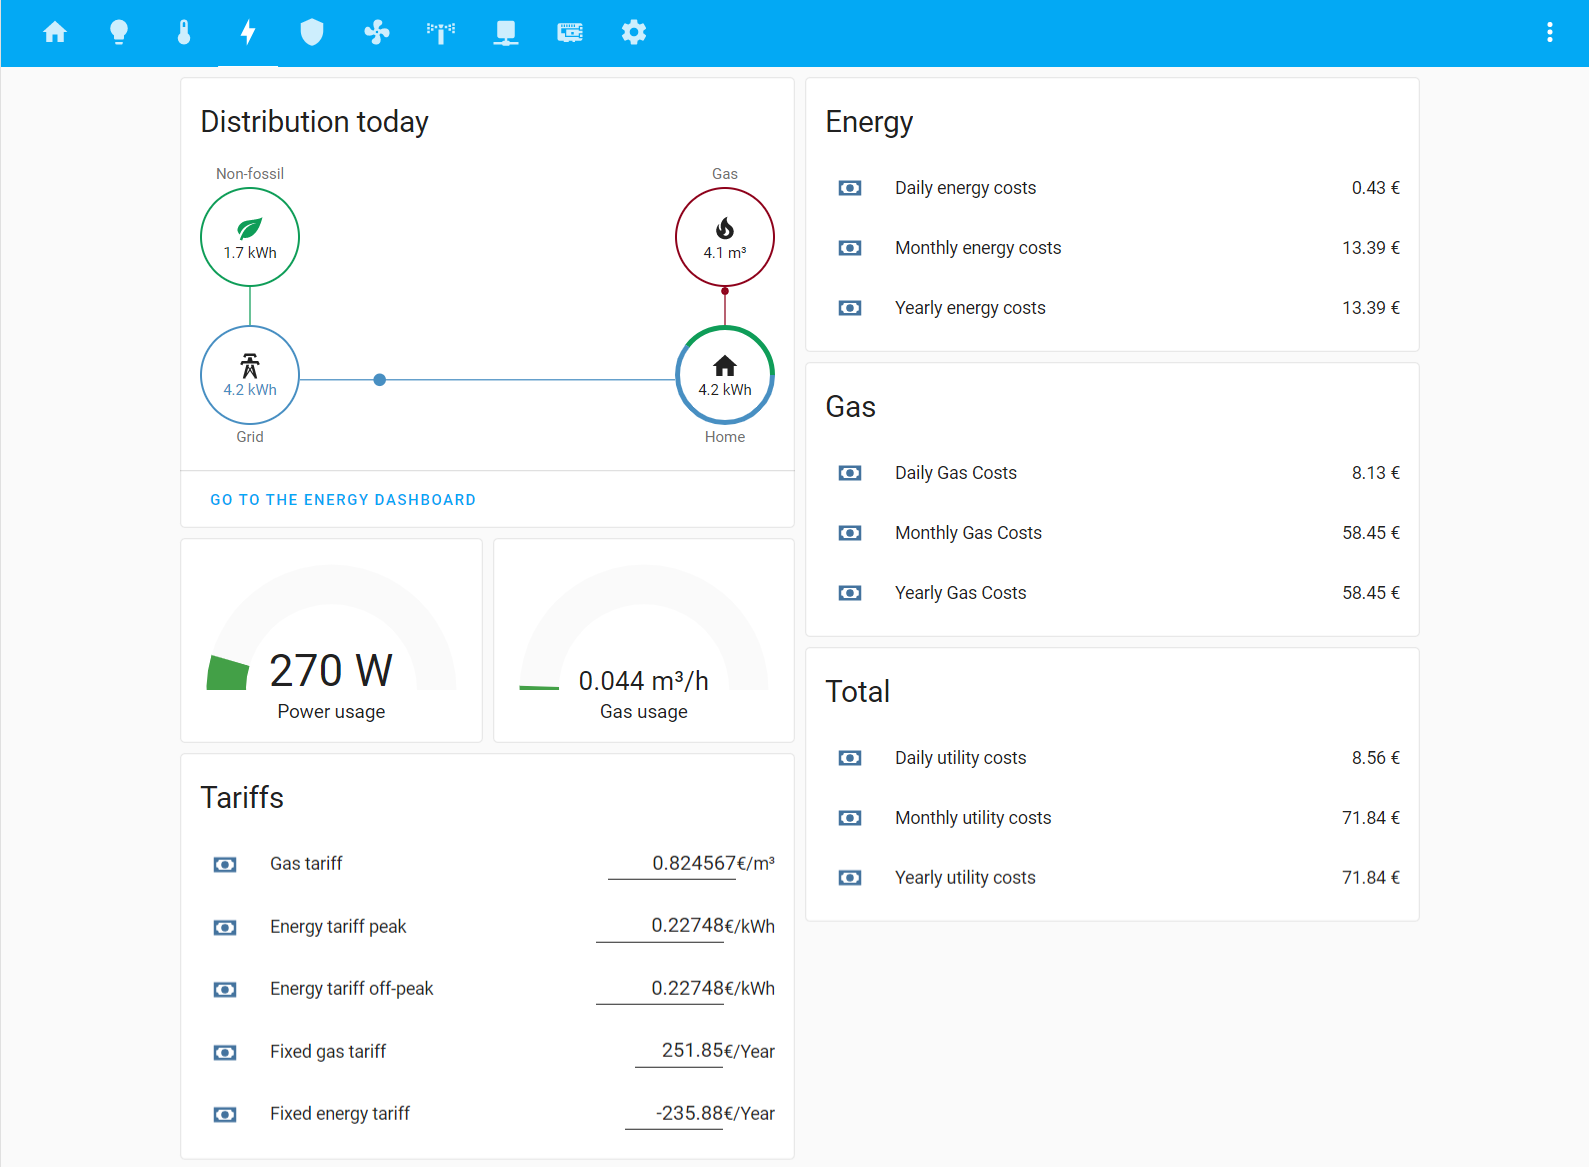 Distribution today
Non-fossil
Gas
1.7 kWh
4.1 m³
4.2 kWh
4.2 kWh
Grid
Home
GO TO THE ENERGY DASHBOARD
270 W
Power usage
0.044 m³/h
Gas usage
Tariffs
Gas tariff 0.824567€/m³
Energy tariff peak 0.22748€/kWh
Energy tariff off-peak 0.22748€/kWh
Fixed gas tariff 251.85€/Year
Fixed energy tariff -235.88€/Year
Energy
Daily energy costs 0.43 €
Monthly energy costs 13.39 €
Yearly energy costs 13.39 €
Gas
Daily Gas Costs 8.13 €
Monthly Gas Costs 58.45 €
Yearly Gas Costs 58.45 €
Total
Daily utility costs 8.56 €
Monthly utility costs 71.84 €
Yearly utility costs 71.84 €